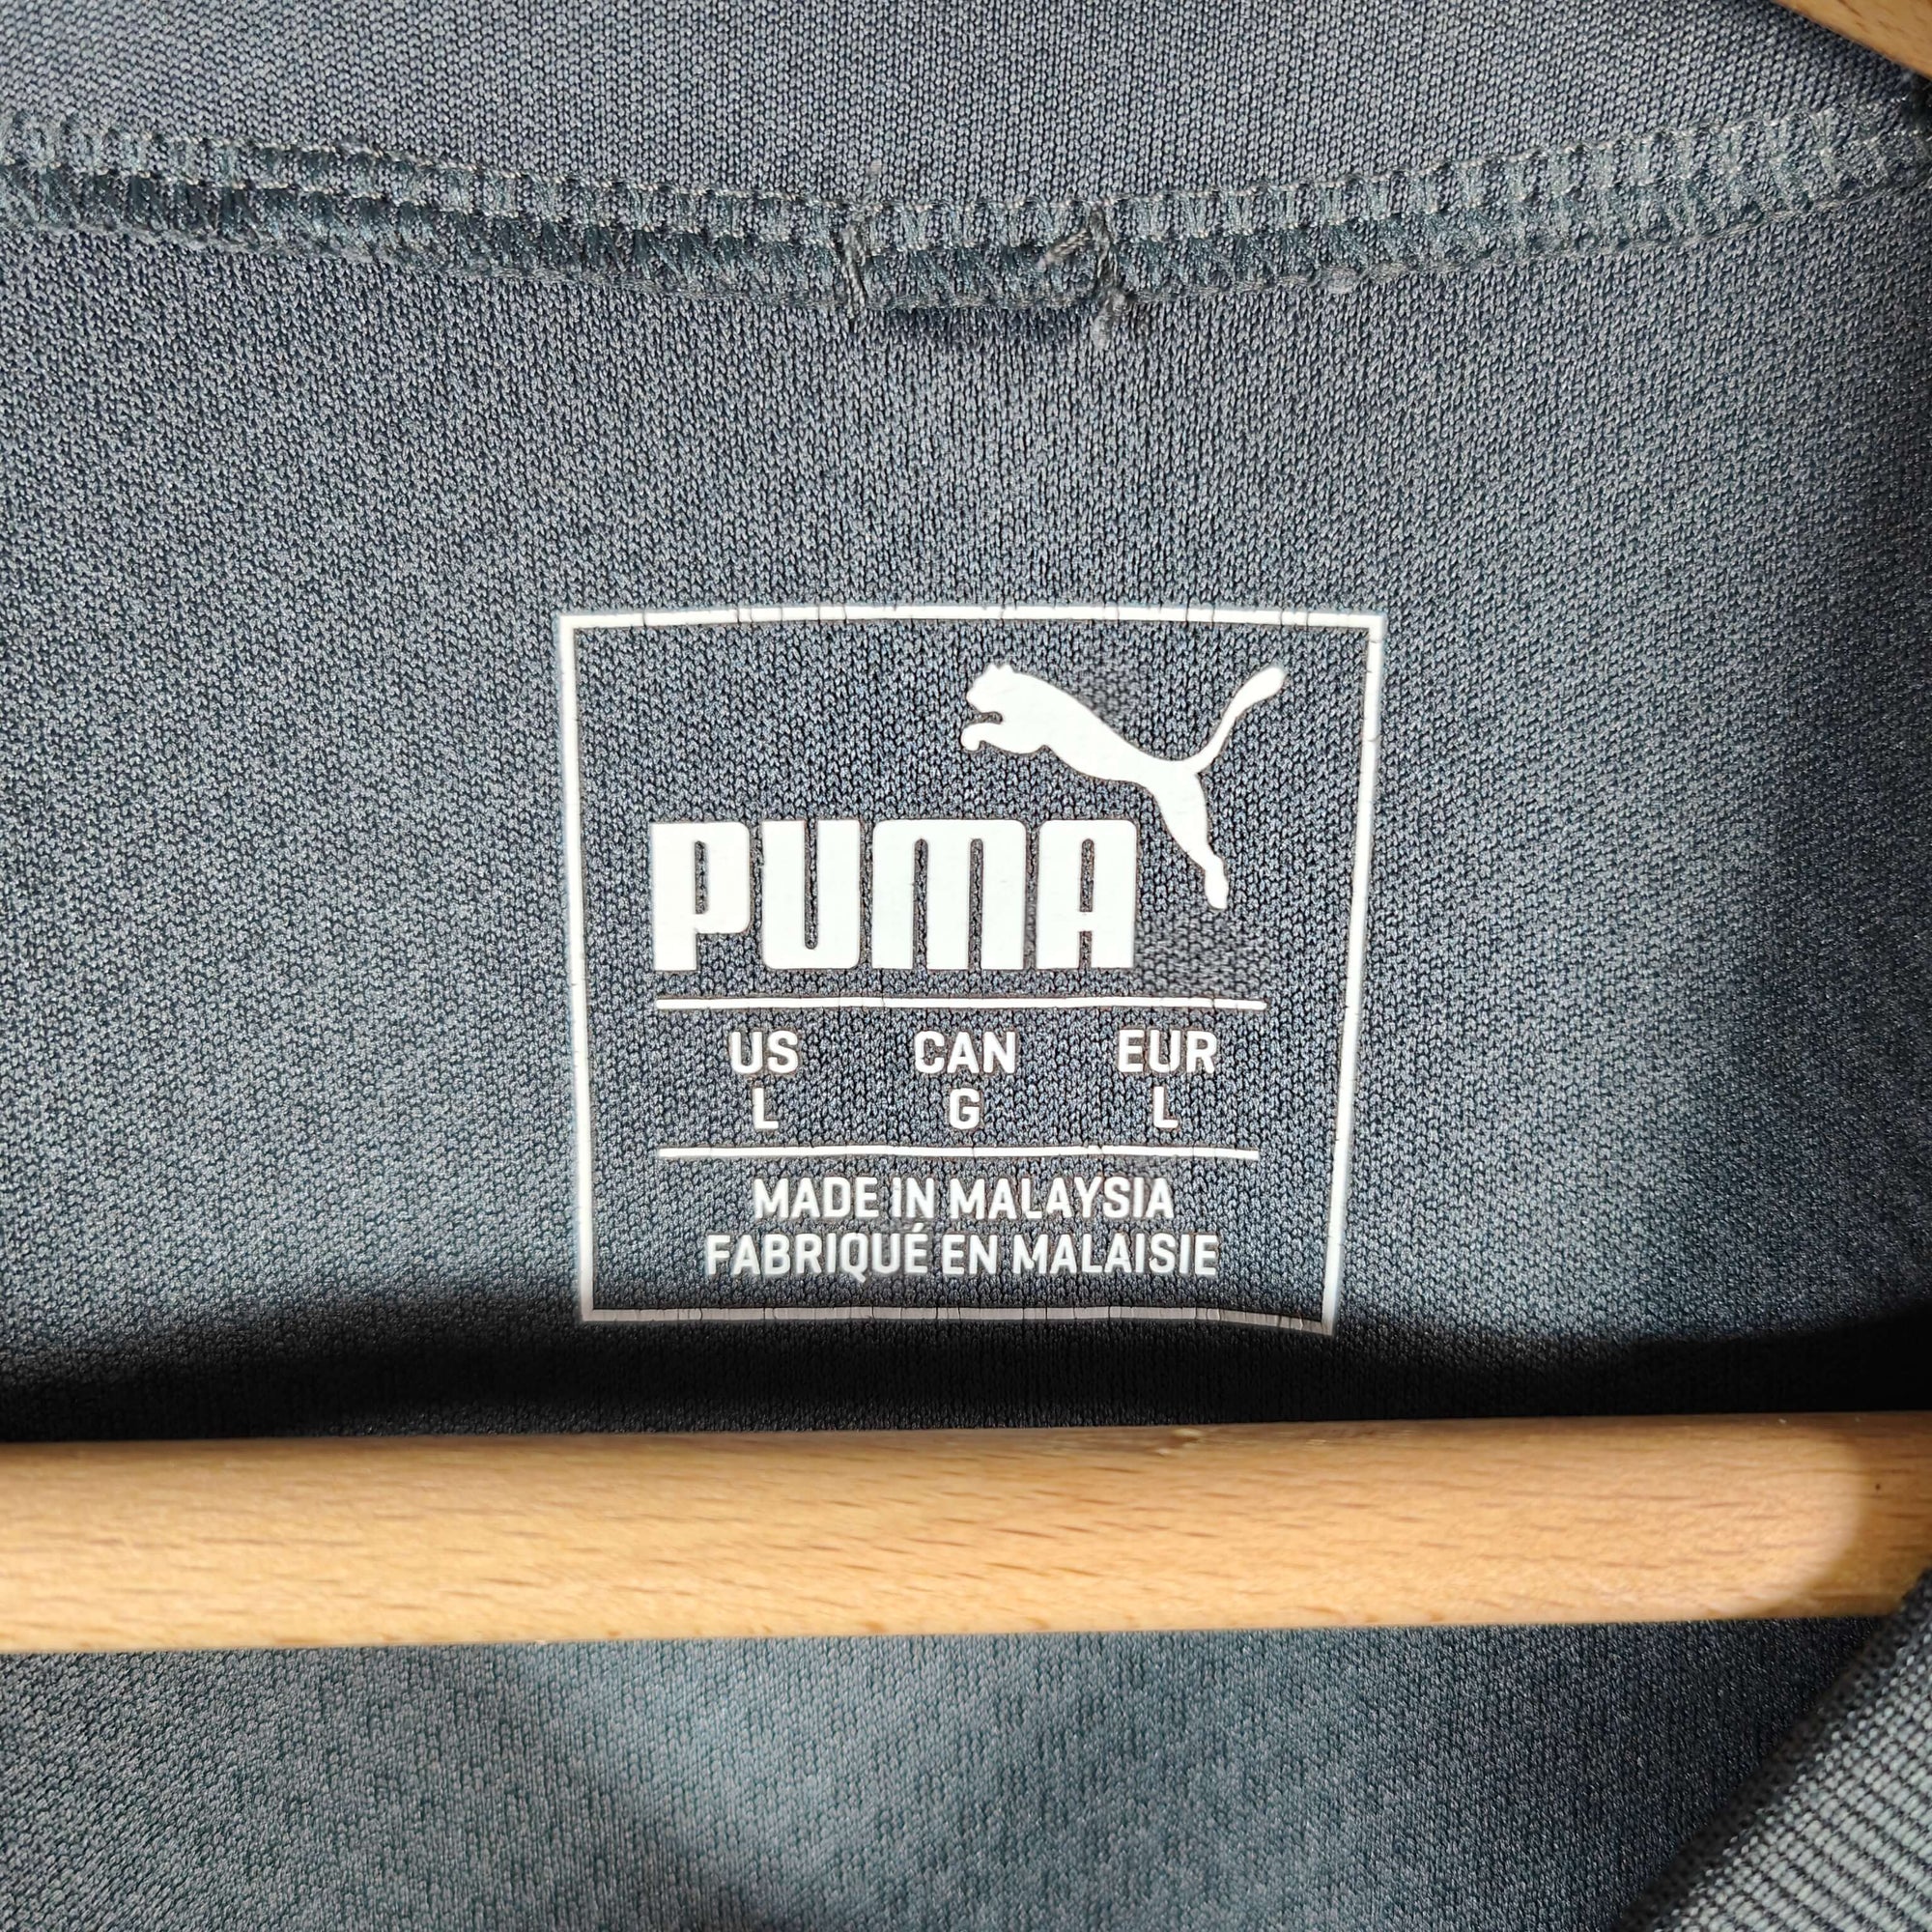 PUMA
US CAN EUR
L G L
MADE IN MALAYSIA
FABRIQUÉ EN MALAISIE